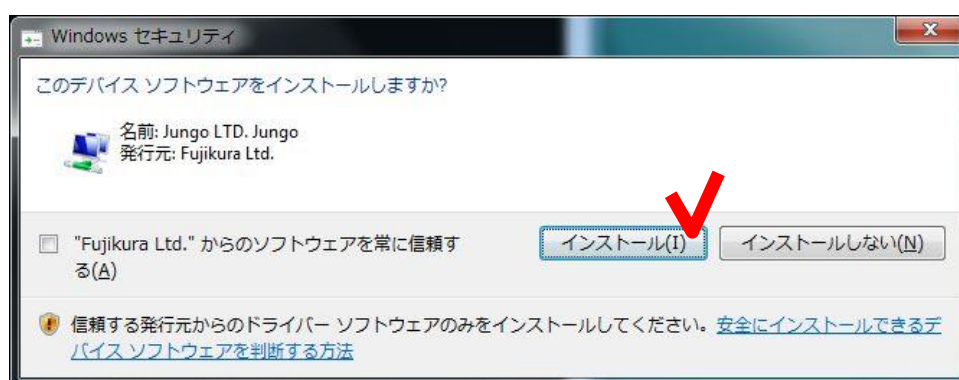 Windows セキュリティ
このデバイス ソフトウェアをインストールしますか?
名前: Jungo LTD. Jungo
発行元: Fujikura Ltd.
"Fujikura Ltd." からのソフトウェアを常に信頼す
る(A)
インストール(I)
インストールしない(N)
信頼する発行元からのドライバー ソフトウェアのみをインストールしてください。安全にインストールできるデ
バイス ソフトウェアを判断する方法